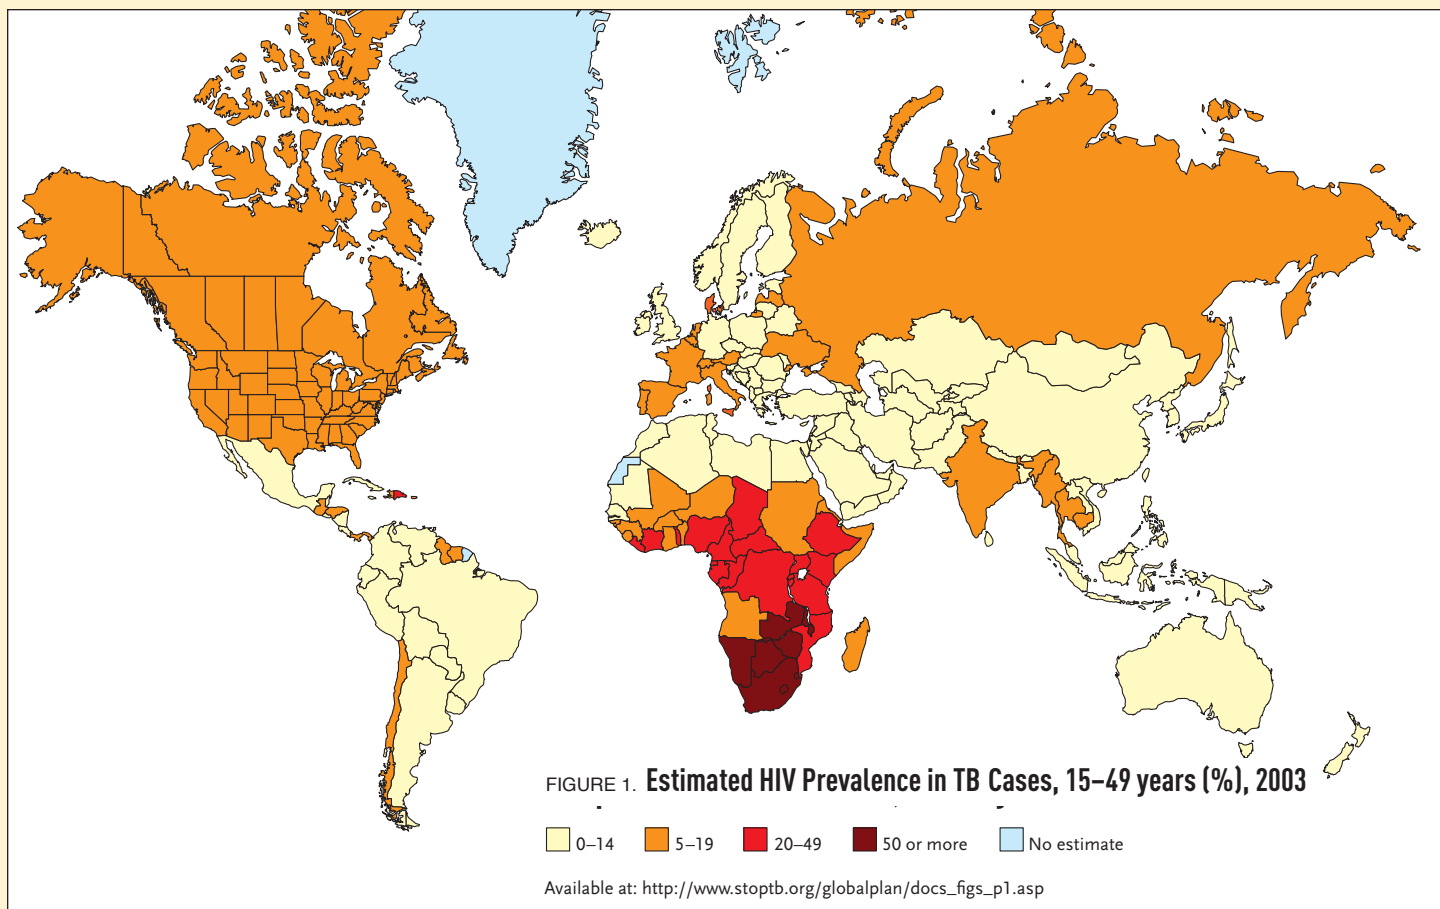 FIGURE 1. Estimated HIV Prevalence in TB Cases, 15–49 years (%), 2003
0–14 5–19 20–49 50 or more No estimate
Available at: http://www.stoptb.org/globalplan/docs_figs_p1.asp